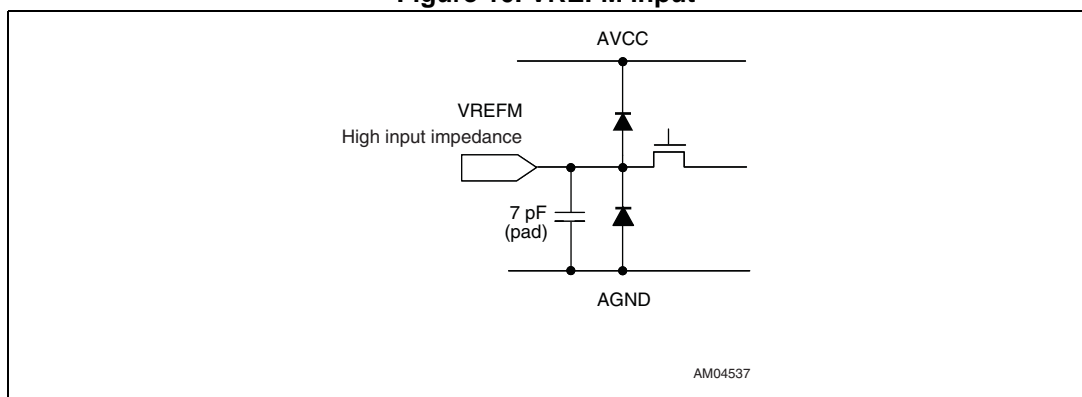 AVCC
VREFM
High input impedance
7 pF
(pad)
AGND
AM04537